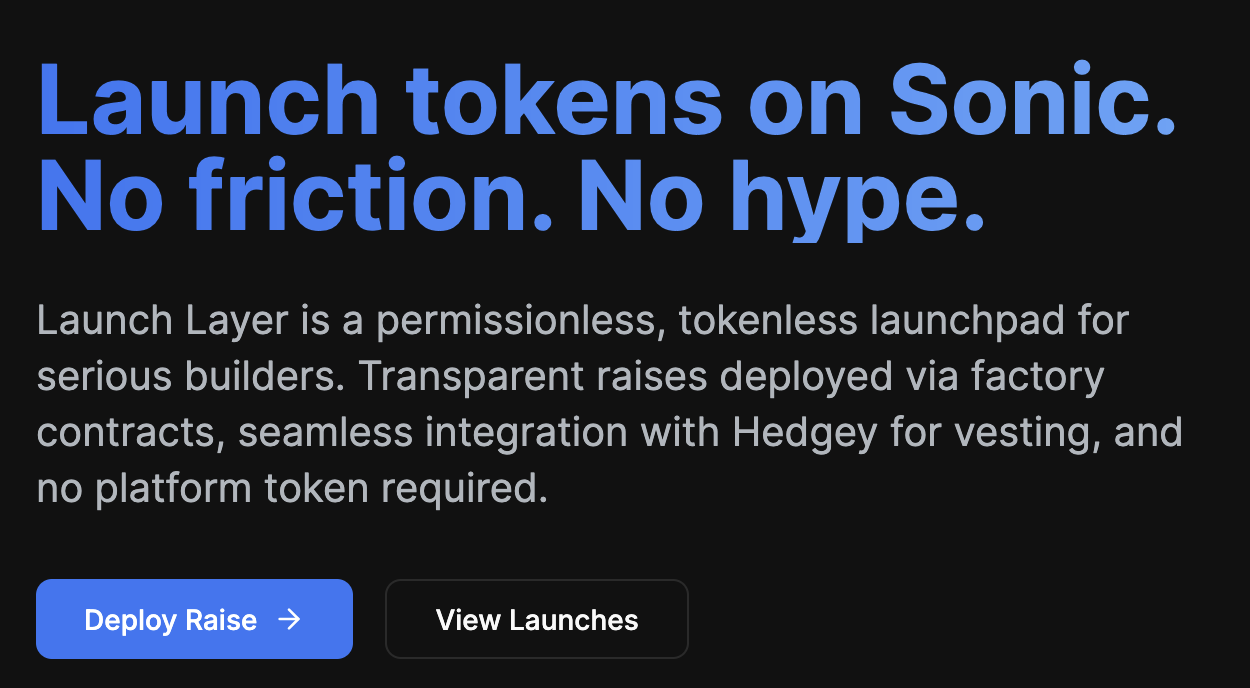 Launch tokens on Sonic.
No friction. No hype.
Launch Layer is a permissionless, tokenless launchpad for
serious builders. Transparent raises deployed via factory
contracts, seamless integration with Hedgey for vesting, and
no platform token required.
Deploy Raise →
View Launches